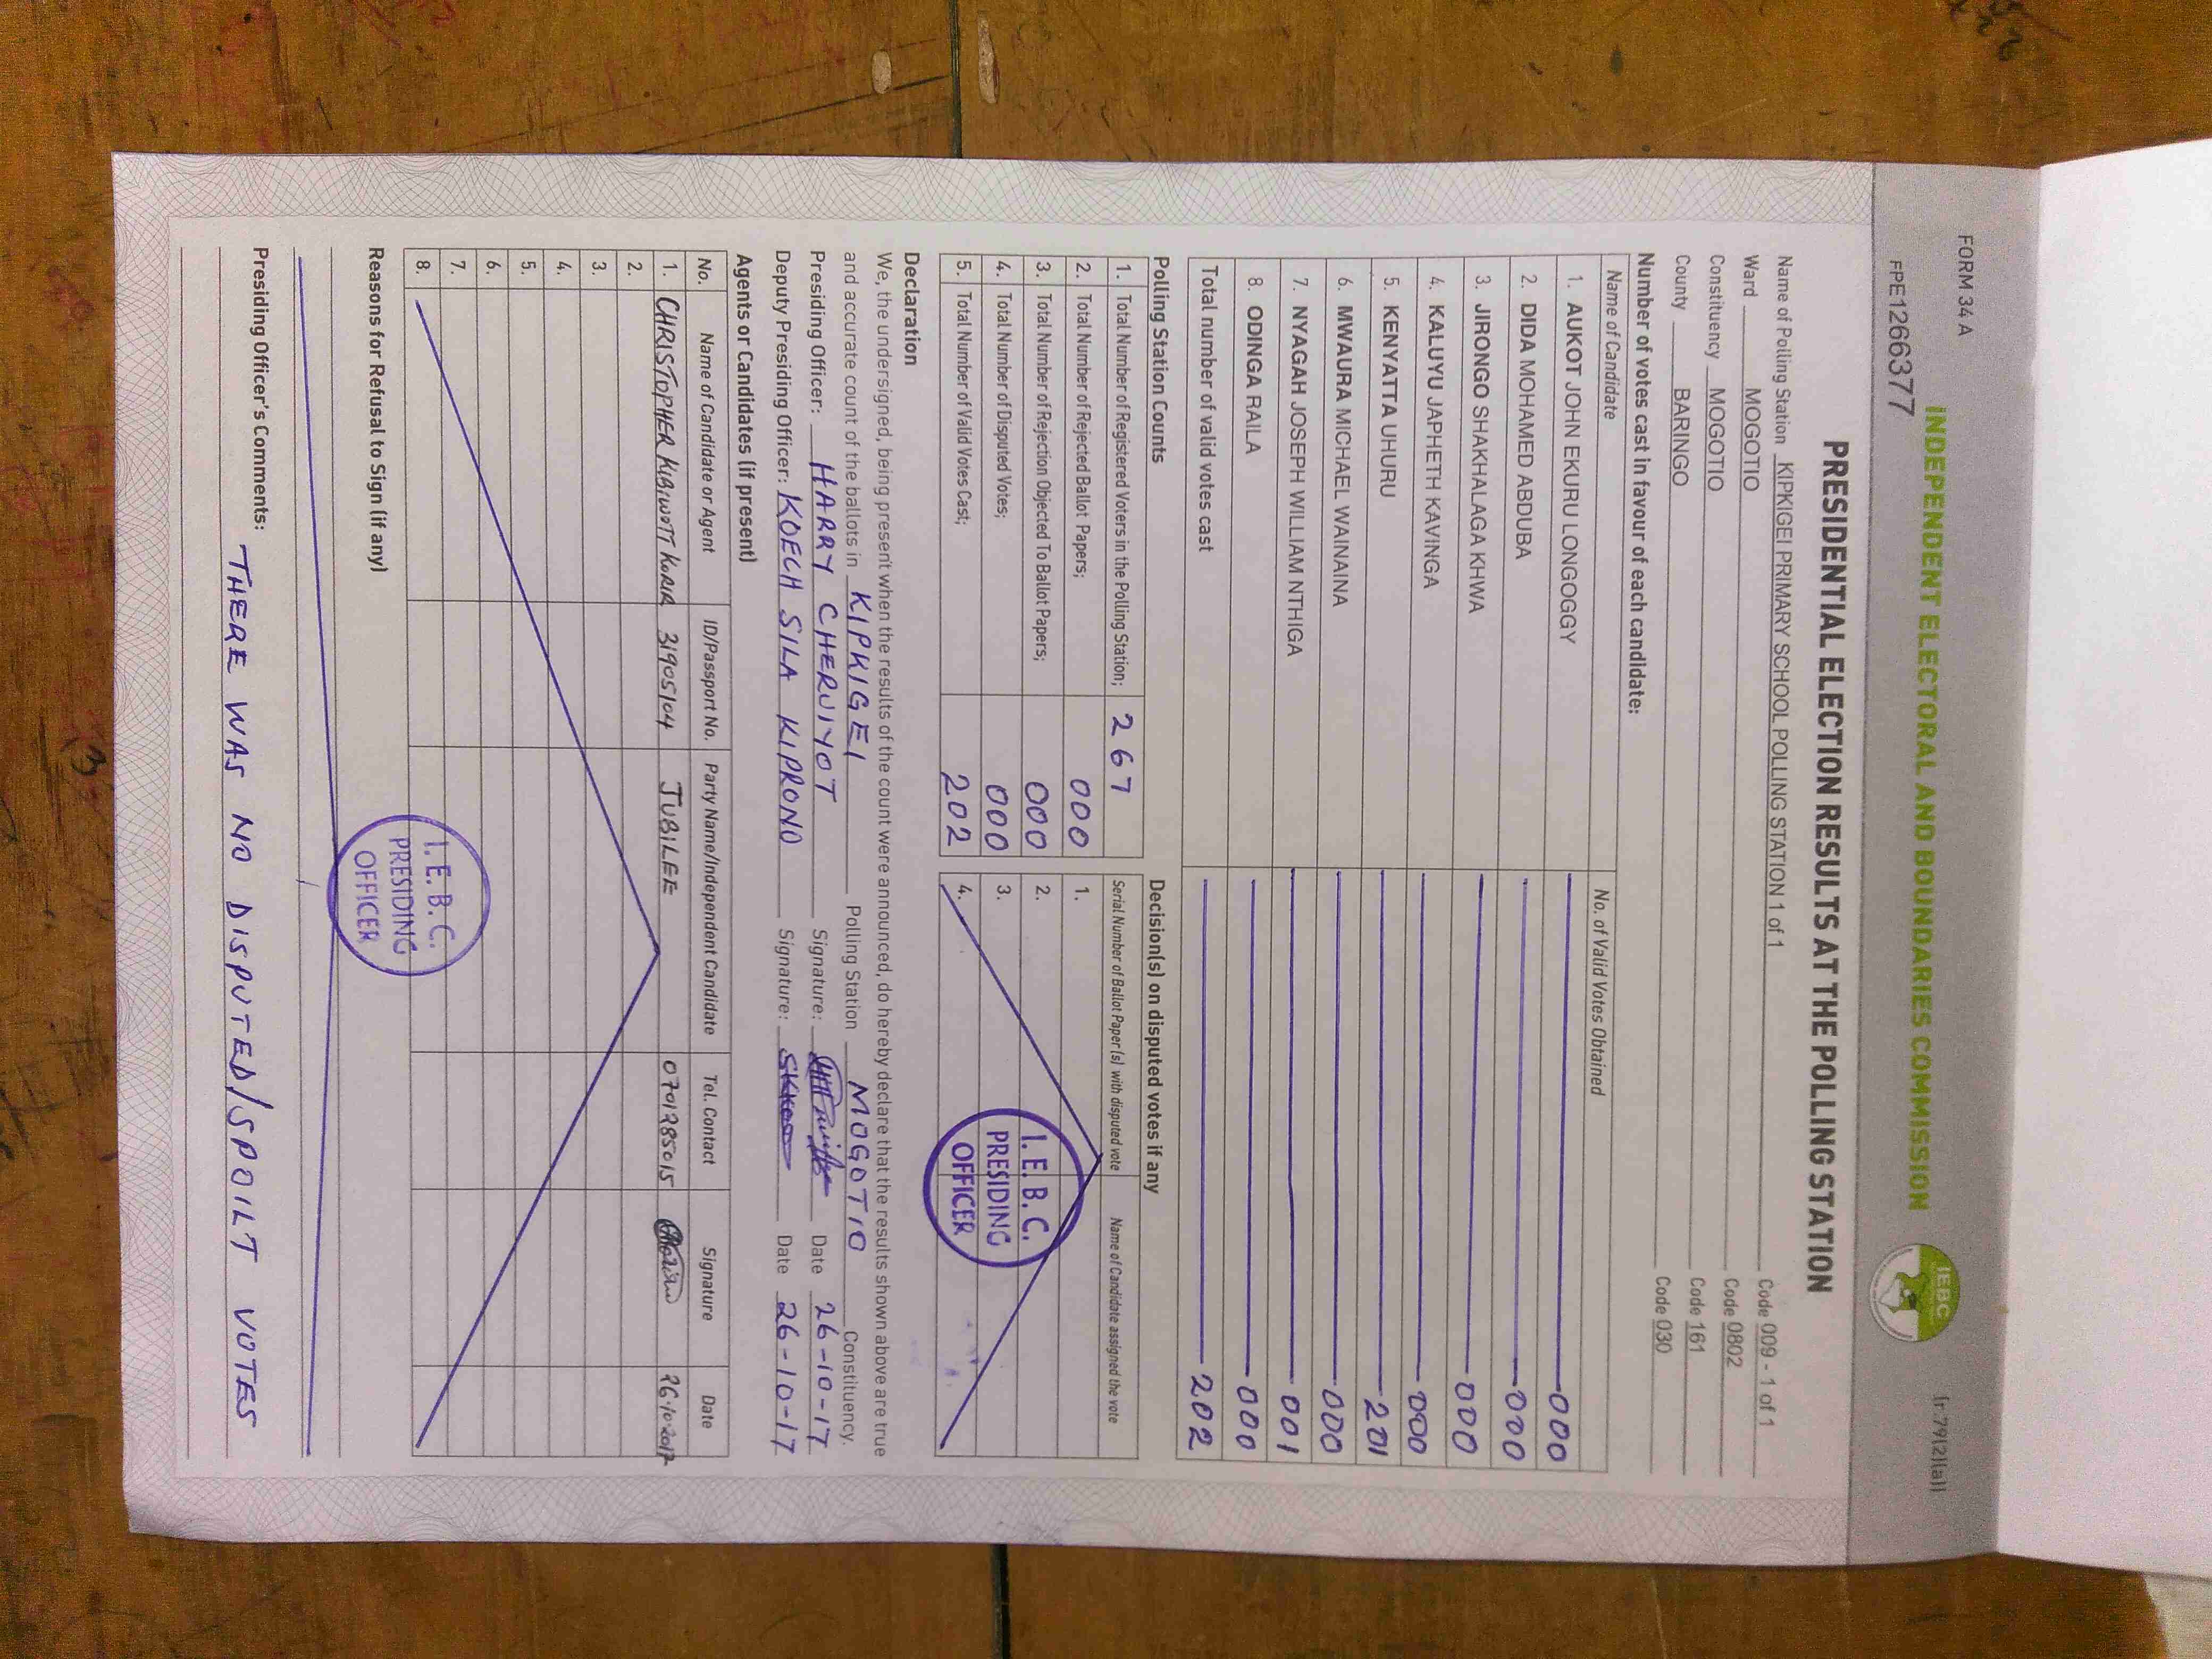 FORM 34 A
(r.79(2)(a))
FPE1266377
INDEPENDENT ELECTORAL AND BOUNDARIES COMMISSION
IEBC
PRESIDENTIAL ELECTION RESULTS AT THE POLLING STATION
Name of Polling Station KIPKIGEI PRIMARY SCHOOL POLLING STATION 1 of 1 Code 009 - 1 of 1
Ward MOGOTIO Code 0802
Constituency MOGOTIO Code 161
County BARINGO Code 030
Number of votes cast in favour of each candidate:
Name of Candidate No. of Valid Votes Obtained
1. AUKOT JOHN EKURU LONGOGGY 000
2. DIDA MOHAMED ABDUBA 000
3. JIRONGO SHAKHALAGA KHWA 000
4. KALUYU JAPHETH KAVINGA 000
5. KENYATTA UHURU 201
6. MWAURA MICHAEL WAINAINA 000
7. NYAGAH JOSEPH WILLIAM NTHIGA 001
8. ODINGA RAILA 000
Total number of valid votes cast 202
Polling Station Counts
1. Total Number of Registered Voters in the Polling Station; 267
2. Total Number of Rejected Ballot Papers; 000
3. Total Number of Rejection Objected To Ballot Papers; 000
4. Total Number of Disputed Votes; 000
5. Total Number of Valid Votes Cast; 202
Decision(s) on disputed votes if any
Serial Number of Ballot Paper(s) with disputed vote Name of Candidate assigned the vote
1.
2.
3.
4.
I. E. B. C.
PRESIDING
OFFICER
Declaration
We, the undersigned, being present when the results of the count were announced, do hereby declare that the results shown above are true
and accurate count of the ballots in KIPKIGEI Polling Station MOGOTIO Constituency.
Presiding Officer: HARRY CHERUIYOT Signature: Date 26-10-17
Deputy Presiding Officer: KOECH SILA KIPRONO Signature: Date 26-10-17
Agents or Candidates (if present)
No. Name of Candidate or Agent ID/Passport No. Party Name/Independent Candidate Tel. Contact Signature Date
1. CHRISTOPHER KIBIWOTT KORIR 31905104 JUBILEE 0701285015 26-10-2017
2.
3.
4.
5.
6.
7.
8.
I. E. B. C.
PRESIDING
OFFICER
Reasons for Refusal to Sign (if any)
Presiding Officer's Comments: THERE WAS NO DISPUTED/SPOILT VOTES